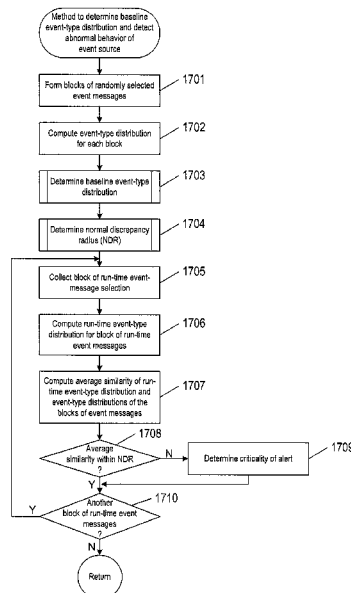 Method to determine baseline
event-type distribution and detect
abnormal behavior of
event source
Form blocks of randomly selected
event messages
1701
Compute event-type distribution
for each block
1702
Determine baseline event-type
distribution
1703
Determine normal discrepancy
radius (NDR)
1704
Collect block of run-time event-
message selection
1705
Compute run-time event-type
distribution for block of run-time
event messages
1706
Compute average similarity of run-
time event-type distribution and
event-type distributions of the
blocks of event messages
1707
1708
Average
similarity within NDR
?
N
Determine criticality of alert
1709
Y
1710
Y
Another
block of run-time event
messages
?
N
Return